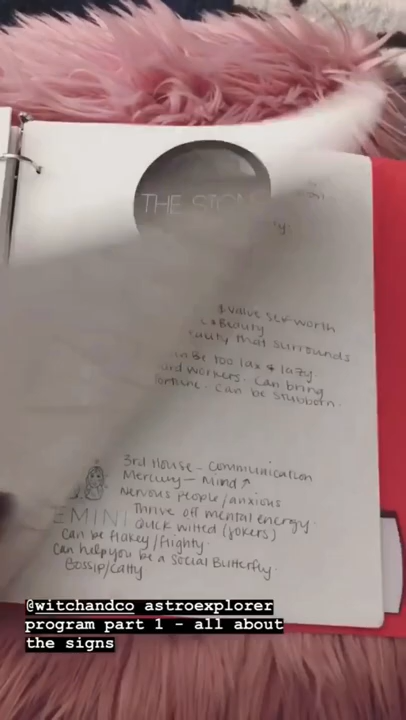 THE SIGNS
& value self-worth
& Beauty
beauty that surrounds
can be too lax & lazy.
hard workers. Can bring
fortune. Can be stubborn.
3rd House - Communication
Mercury - Mind ↑
Nervous People/anxious
GEMINI Thrive off mental energy.
Quick witted (jokers)
Can be flakey/flighty.
Can help you be a social Butterfly.
Gossip/catty
@witchandco astroexplorer
program part 1 - all about
the signs